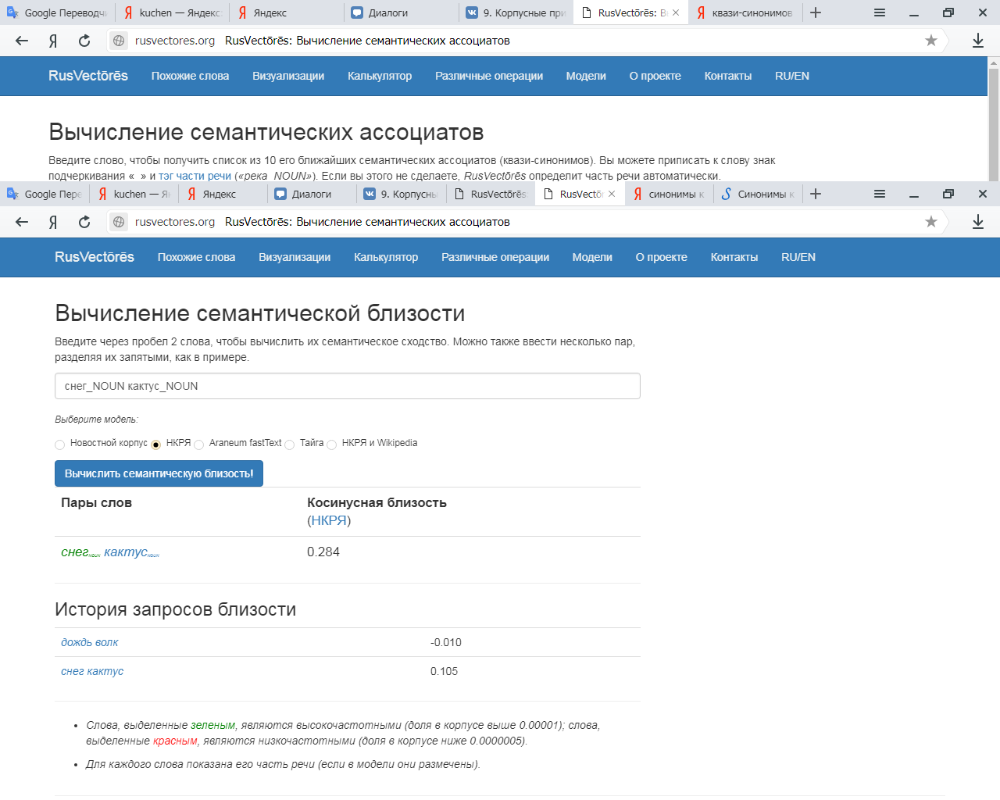 Google Переводчи
kuchen — Яндекс:
Яндекс
Диалоги
9. Корпусные при
RusVectōrēs: Вы
квази-синонимов
rusvectores.org RusVectōrēs: Вычисление семантических ассоциатов
RusVectōrēs Похожие слова Визуализации Калькулятор Различные операции Модели О проекте Контакты RU/EN
Вычисление семантических ассоциатов
Введите слово, чтобы получить список из 10 его ближайших семантических ассоциатов (квази-синонимов). Вы можете приписать к слову знак
подчеркивания «_» и тэг части речи («река_NOUN»). Если вы этого не сделаете, RusVectōrēs определит часть речи автоматически.
Google Пере
kuchen — Ян
Яндекс
Диалоги
9. Корпусны
RusVectōrēs:
RusVectōr
синонимы к
Синонимы к
rusvectores.org RusVectōrēs: Вычисление семантических ассоциатов
RusVectōrēs Похожие слова Визуализации Калькулятор Различные операции Модели О проекте Контакты RU/EN
Вычисление семантической близости
Введите через пробел 2 слова, чтобы вычислить их семантическое сходство. Можно также ввести несколько пар,
разделяя их запятыми, как в примере.
снег_NOUN кактус_NOUN
Выберите модель:
Новостной корпус НКРЯ Araneum fastText Тайга НКРЯ и Wikipedia
Вычислить семантическую близость!
Пары слов Косинусная близость
(НКРЯ)
снег NOUN кактус NOUN 0.284
История запросов близости
дождь волк -0.010
снег кактус 0.105
• Слова, выделенные зеленым, являются высокочастотными (доля в корпусе выше 0.00001); слова,
выделенные красным, являются низкочастотными (доля в корпусе ниже 0.0000005).
• Для каждого слова показана его часть речи (если в модели они размечены).